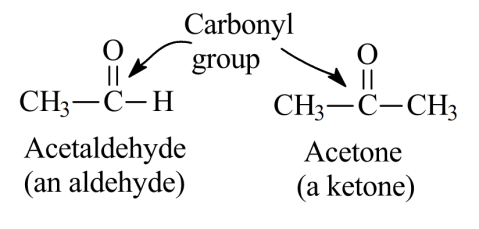 Carbonyl
group
O
||
CH₃—C—H
Acetaldehyde
(an aldehyde)
O
||
CH₃—C—CH₃
Acetone
(a ketone)